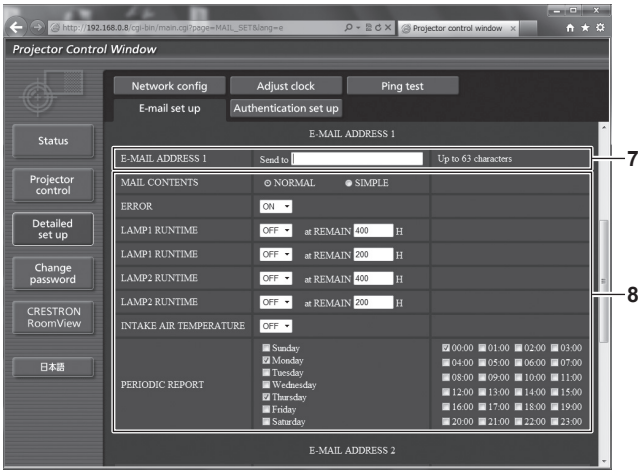 http://192.168.0.8/cgi-bin/main.cgi?page=MAIL_SET&lang=e
Projector control window
Projector Control Window
Network config Adjust clock Ping test
E-mail set up Authentication set up
Status
Projector control
Detailed set up
Change password
CRESTRON RoomView
日本語
E-MAIL ADDRESS 1
E-MAIL ADDRESS 1 Send to Up to 63 characters
7
MAIL CONTENTS NORMAL SIMPLE
ERROR ON
LAMP1 RUNTIME OFF at REMAIN 400 H
LAMP1 RUNTIME OFF at REMAIN 200 H
LAMP2 RUNTIME OFF at REMAIN 400 H
8
LAMP2 RUNTIME OFF at REMAIN 200 H
INTAKE AIR TEMPERATURE OFF
PERIODIC REPORT
Sunday
Monday
Tuesday
Wednesday
Thursday
Friday
Saturday
00:00 01:00 02:00 03:00
04:00 05:00 06:00 07:00
08:00 09:00 10:00 11:00
12:00 13:00 14:00 15:00
16:00 17:00 18:00 19:00
20:00 21:00 22:00 23:00
E-MAIL ADDRESS 2